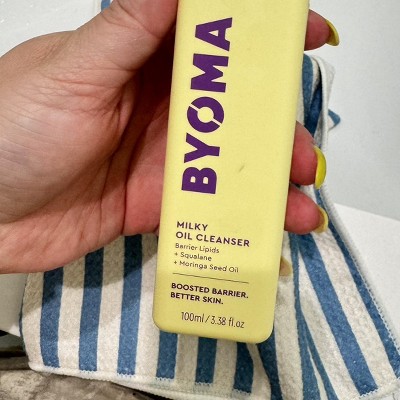 BYOMA
MILKY
OIL CLEANSER
Barrier Lipids
+ Squalane
+ Moringa Seed Oil
BOOSTED BARRIER.
BETTER SKIN.
100ml / 3.38 fl.oz